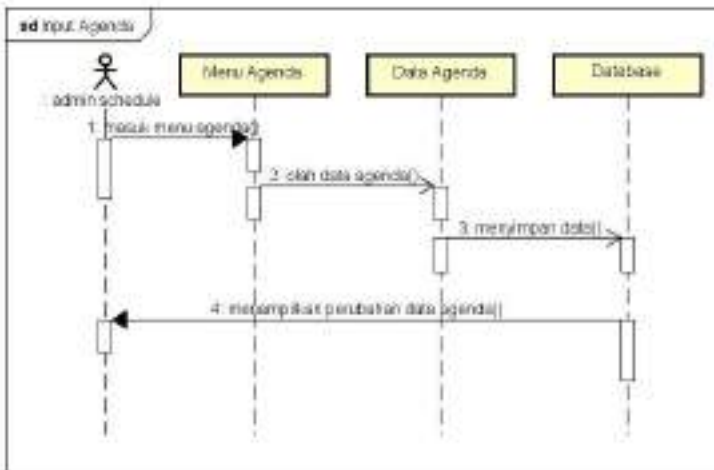 sd Input Agenda
Menu Agenda
Data Agenda
Database
: admin schedule
1: masuk menu agenda()
2: olah data agenda()
3: menyimpan data()
4: menampilkan perubahan data agenda()